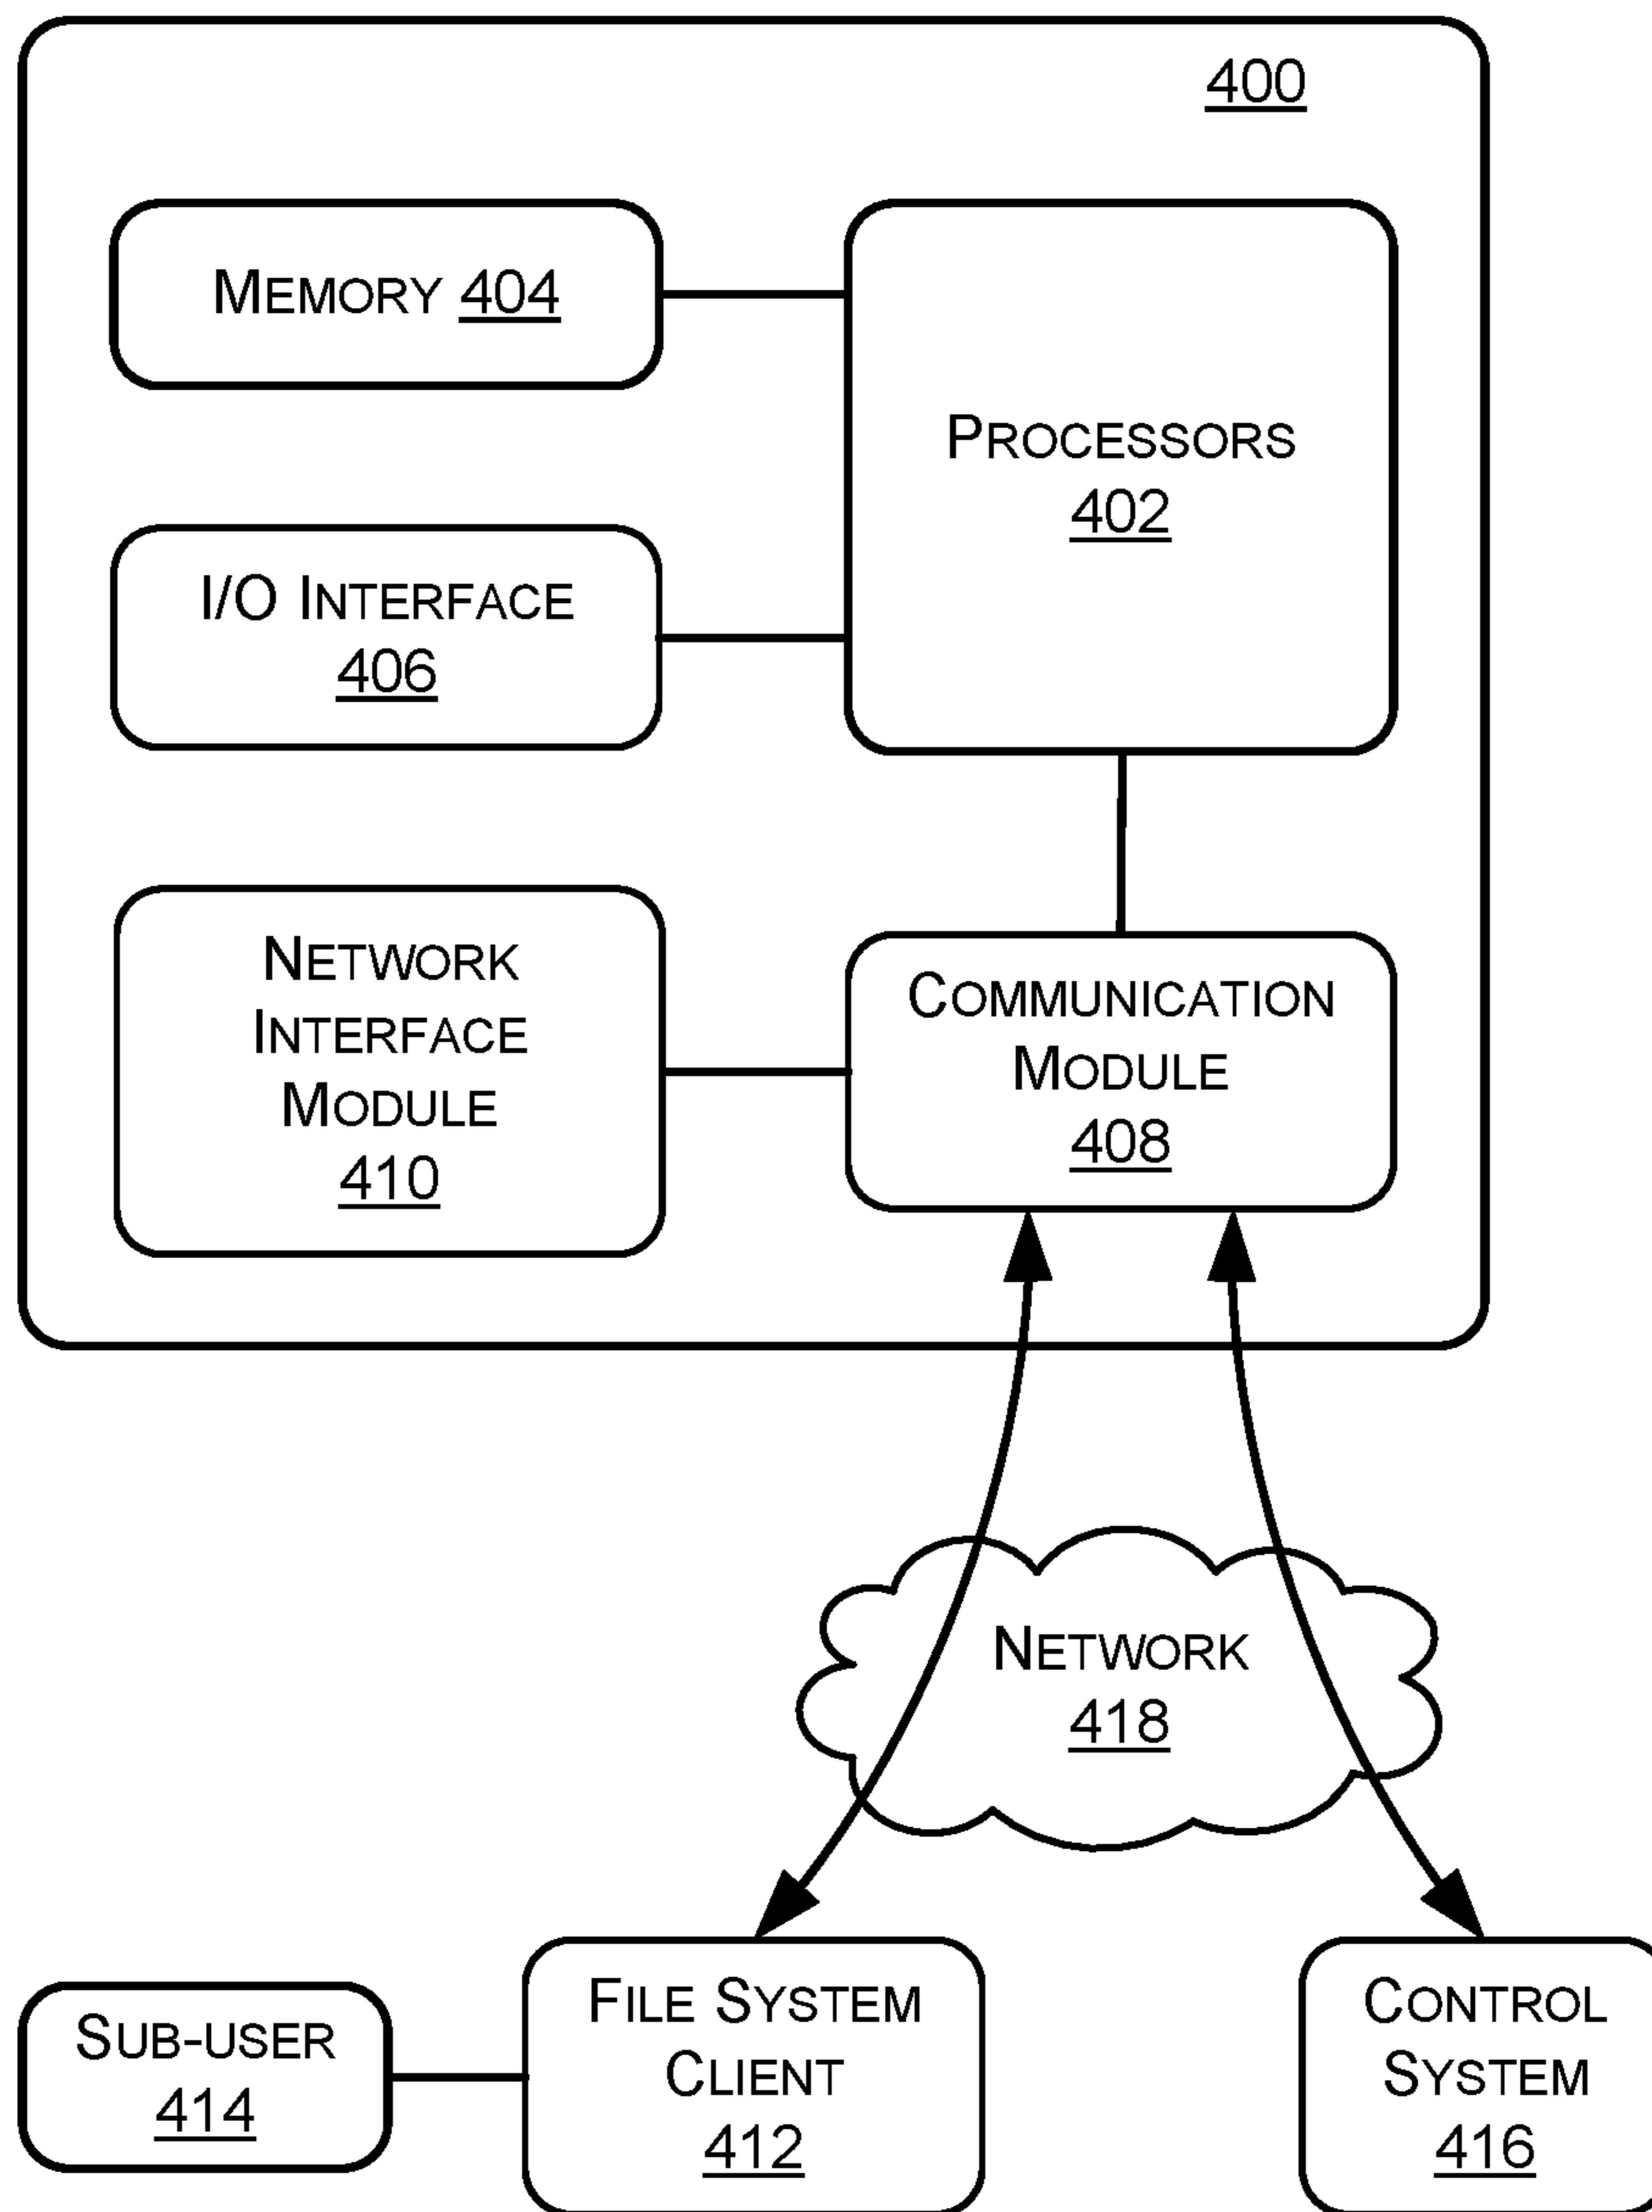 400
MEMORY 404
PROCESSORS
402
I/O INTERFACE
406
NETWORK
INTERFACE
MODULE
410
COMMUNICATION
MODULE
408
NETWORK
418
SUB-USER
414
FILE SYSTEM
CLIENT
412
CONTROL
SYSTEM
416